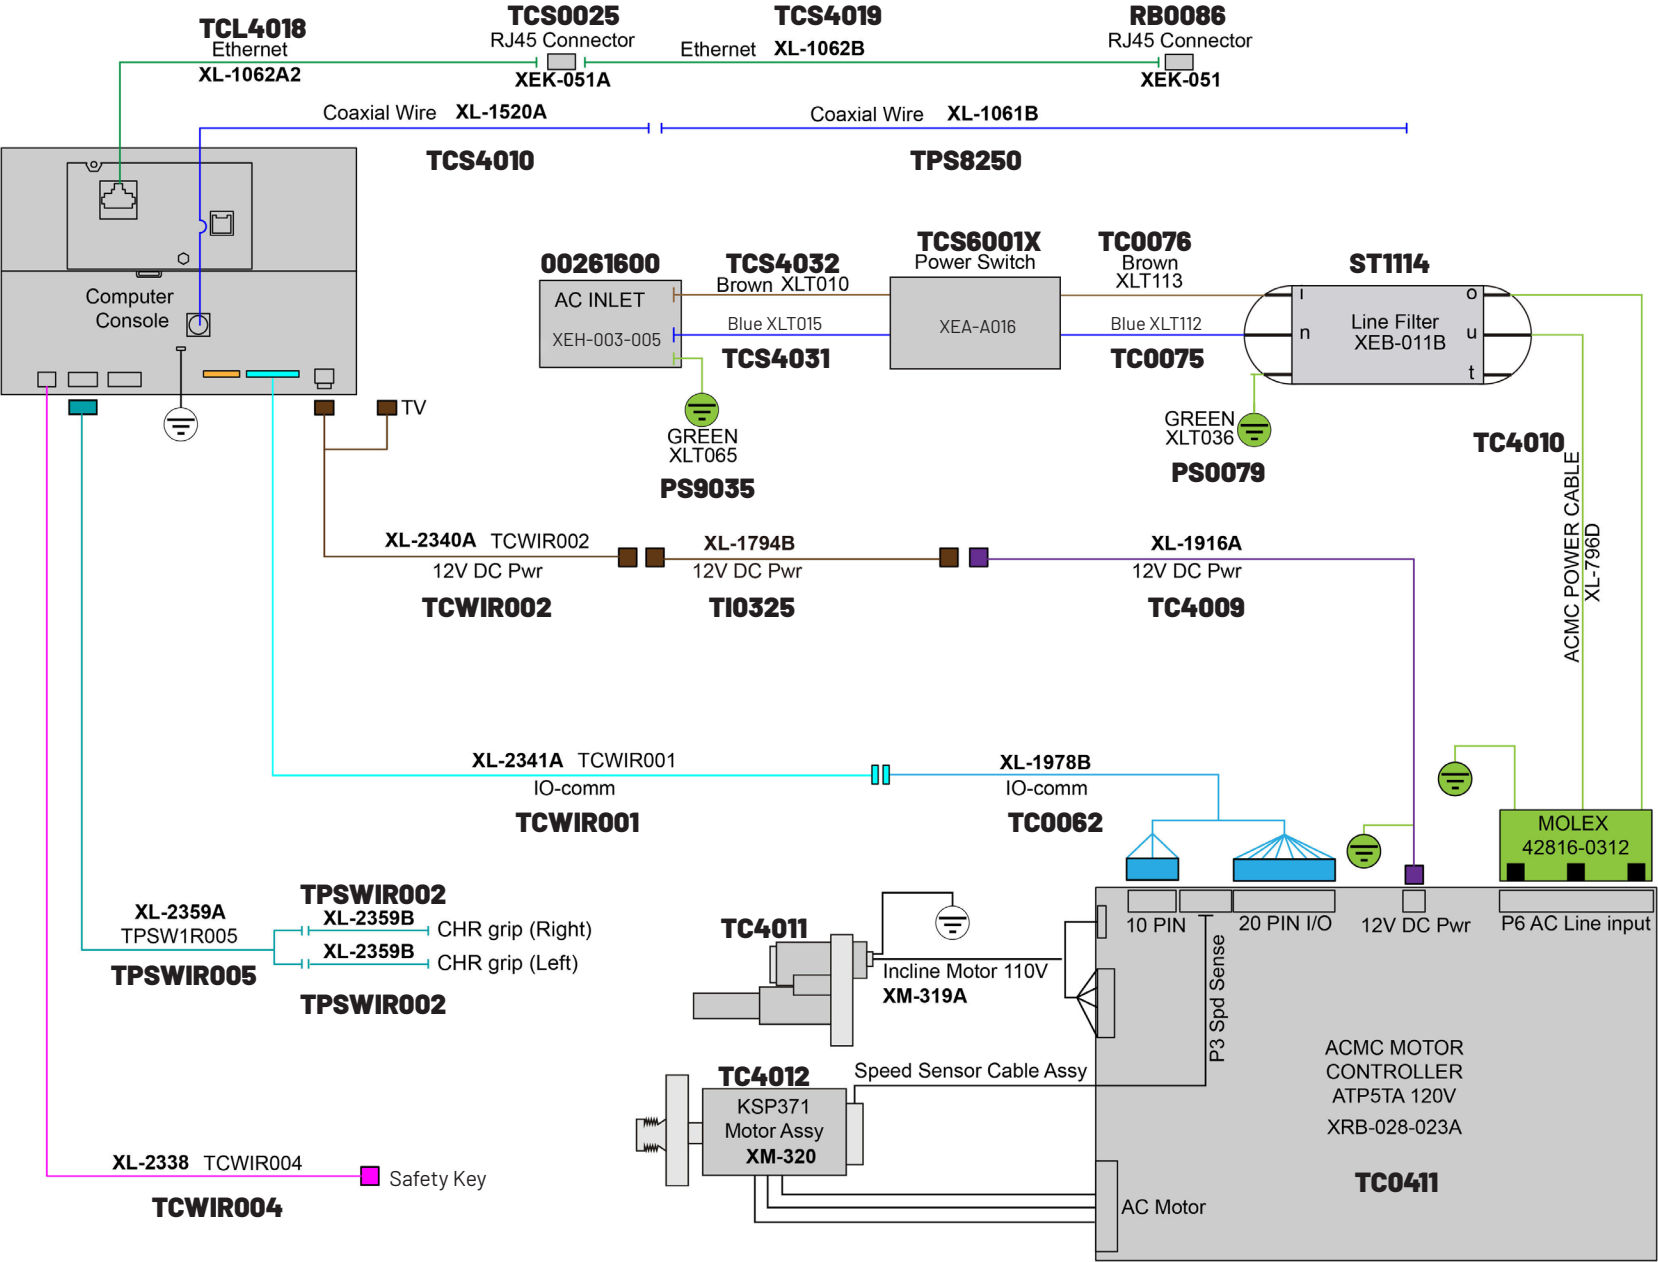 TCL4018
Ethernet
XL-1062A2
TCS0025
RJ45 Connector
XEK-051A
TCS4019
Ethernet XL-1062B
RB0086
RJ45 Connector
XEK-051
Coaxial Wire XL-1520A
TCS4010
Coaxial Wire XL-1061B
TPS8250
Computer
Console
TV
00261600
AC INLET
XEH-003-005
TCS4032
Brown XLT010
Blue XLT015
TCS4031
GREEN
XLT065
PS9035
TCS6001X
Power Switch
XEA-A016
TC0076
Brown
XLT113
Blue XLT112
TC0075
ST1114
I
n
Line Filter
XEB-011B
o
u
t
GREEN
XLT036
PS0079
TC4010
ACMC POWER CABLE
XL-796D
XL-2340A TCWIR002
12V DC Pwr
TCWIR002
XL-1794B
12V DC Pwr
TI0325
XL-1916A
12V DC Pwr
TC4009
XL-2341A TCWIR001
IO-comm
TCWIR001
XL-1978B
IO-comm
TC0062
MOLEX
42816-0312
XL-2359A
TPSW1R005
TPSWIR005
TPSWIR002
XL-2359B
CHR grip (Right)
XL-2359B
CHR grip (Left)
TPSWIR002
TC4011
Incline Motor 110V
XM-319A
10 PIN
20 PIN I/O
12V DC Pwr
P6 AC Line input
P3 Spd Sense
Speed Sensor Cable Assy
TC4012
KSP371
Motor Assy
XM-320
ACMC MOTOR
CONTROLLER
ATP5TA 120V
XRB-028-023A
TC0411
AC Motor
XL-2338 TCWIR004
Safety Key
TCWIR004